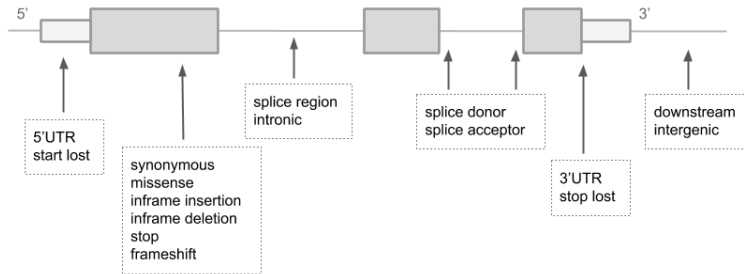 5’
3’
5’UTR
start lost
synonymous
missense
inframe insertion
inframe deletion
stop
frameshift
splice region
intronic
splice donor
splice acceptor
3’UTR
stop lost
downstream
intergenic